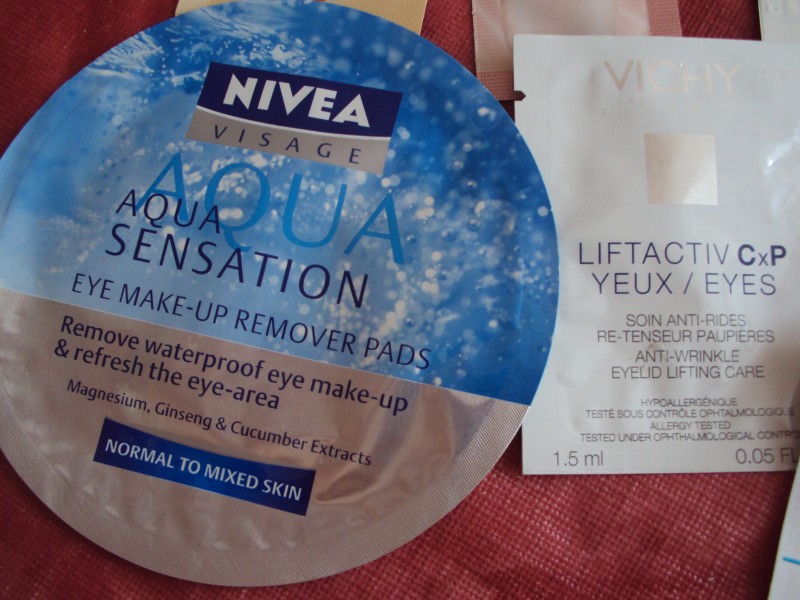 NIVEA
VISAGE
AQUA
AQUA
SENSATION
EYE MAKE-UP REMOVER PADS
Remove waterproof eye make-up
& refresh the eye-area
Magnesium, Ginseng & Cucumber Extracts
NORMAL TO MIXED SKIN
VICHY
LIFTACTIV CxP
YEUX / EYES
SOIN ANTI-RIDES
RE-TENSEUR PAUPIÈRES
ANTI-WRINKLE
EYELID LIFTING CARE
HYPOALLERGÉNIQUE
TESTÉ SOUS CONTRÔLE OPHTALMOLOGIQUE
ALLERGY TESTED
TESTED UNDER OPHTHALMOLOGICAL CONTRO
1.5 ml 0.05 FL